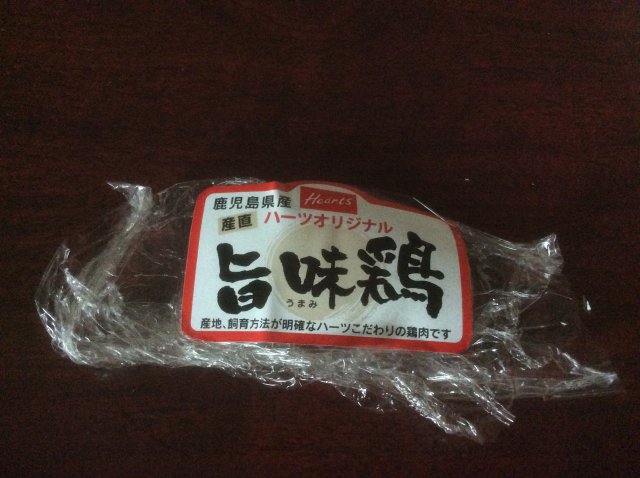 鹿児島県産 Hearts
産直 ハーツオリジナル
旨味鶏
うまみ
産地、飼育方法が明確なハーツこだわりの鶏肉です